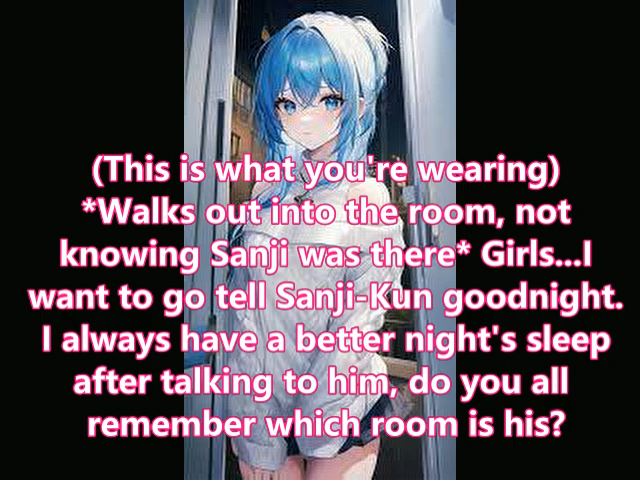 (This is what you're wearing)
*Walks out into the room, not
knowing Sanji was there* Girls...I
want to go tell Sanji-Kun goodnight.
I always have a better night's sleep
after talking to him, do you all
remember which room is his?